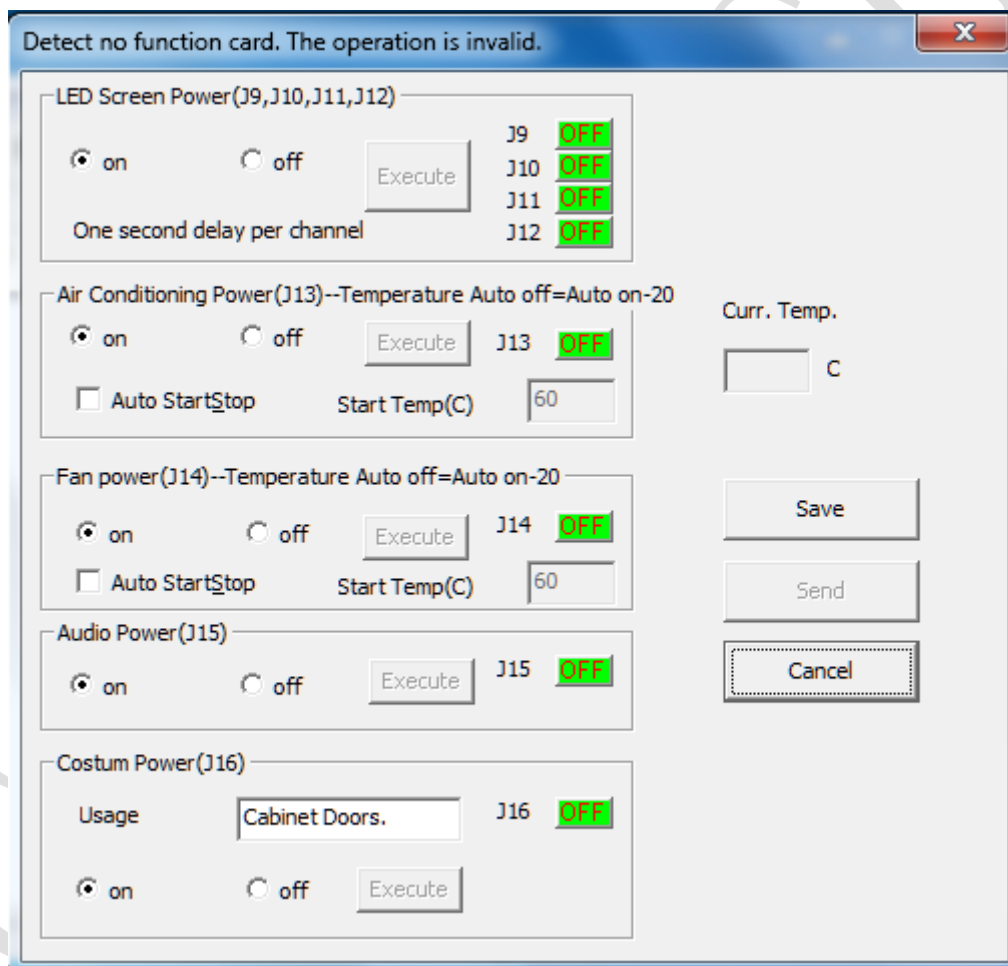 Detect no function card. The operation is invalid.
LED Screen Power(J9,J10,J11,J12)
on off Execute
J9 OFF
J10 OFF
J11 OFF
J12 OFF
One second delay per channel
Air Conditioning Power(J13)--Temperature Auto off=Auto on-20
on off Execute J13 OFF
Auto StartStop Start Temp(C) 60
Curr. Temp.
C
Fan power(J14)--Temperature Auto off=Auto on-20
on off Execute J14 OFF
Auto StartStop Start Temp(C) 60
Save
Send
Cancel
Audio Power(J15)
on off Execute J15 OFF
Costum Power(J16)
Usage Cabinet Doors. J16 OFF
on off Execute